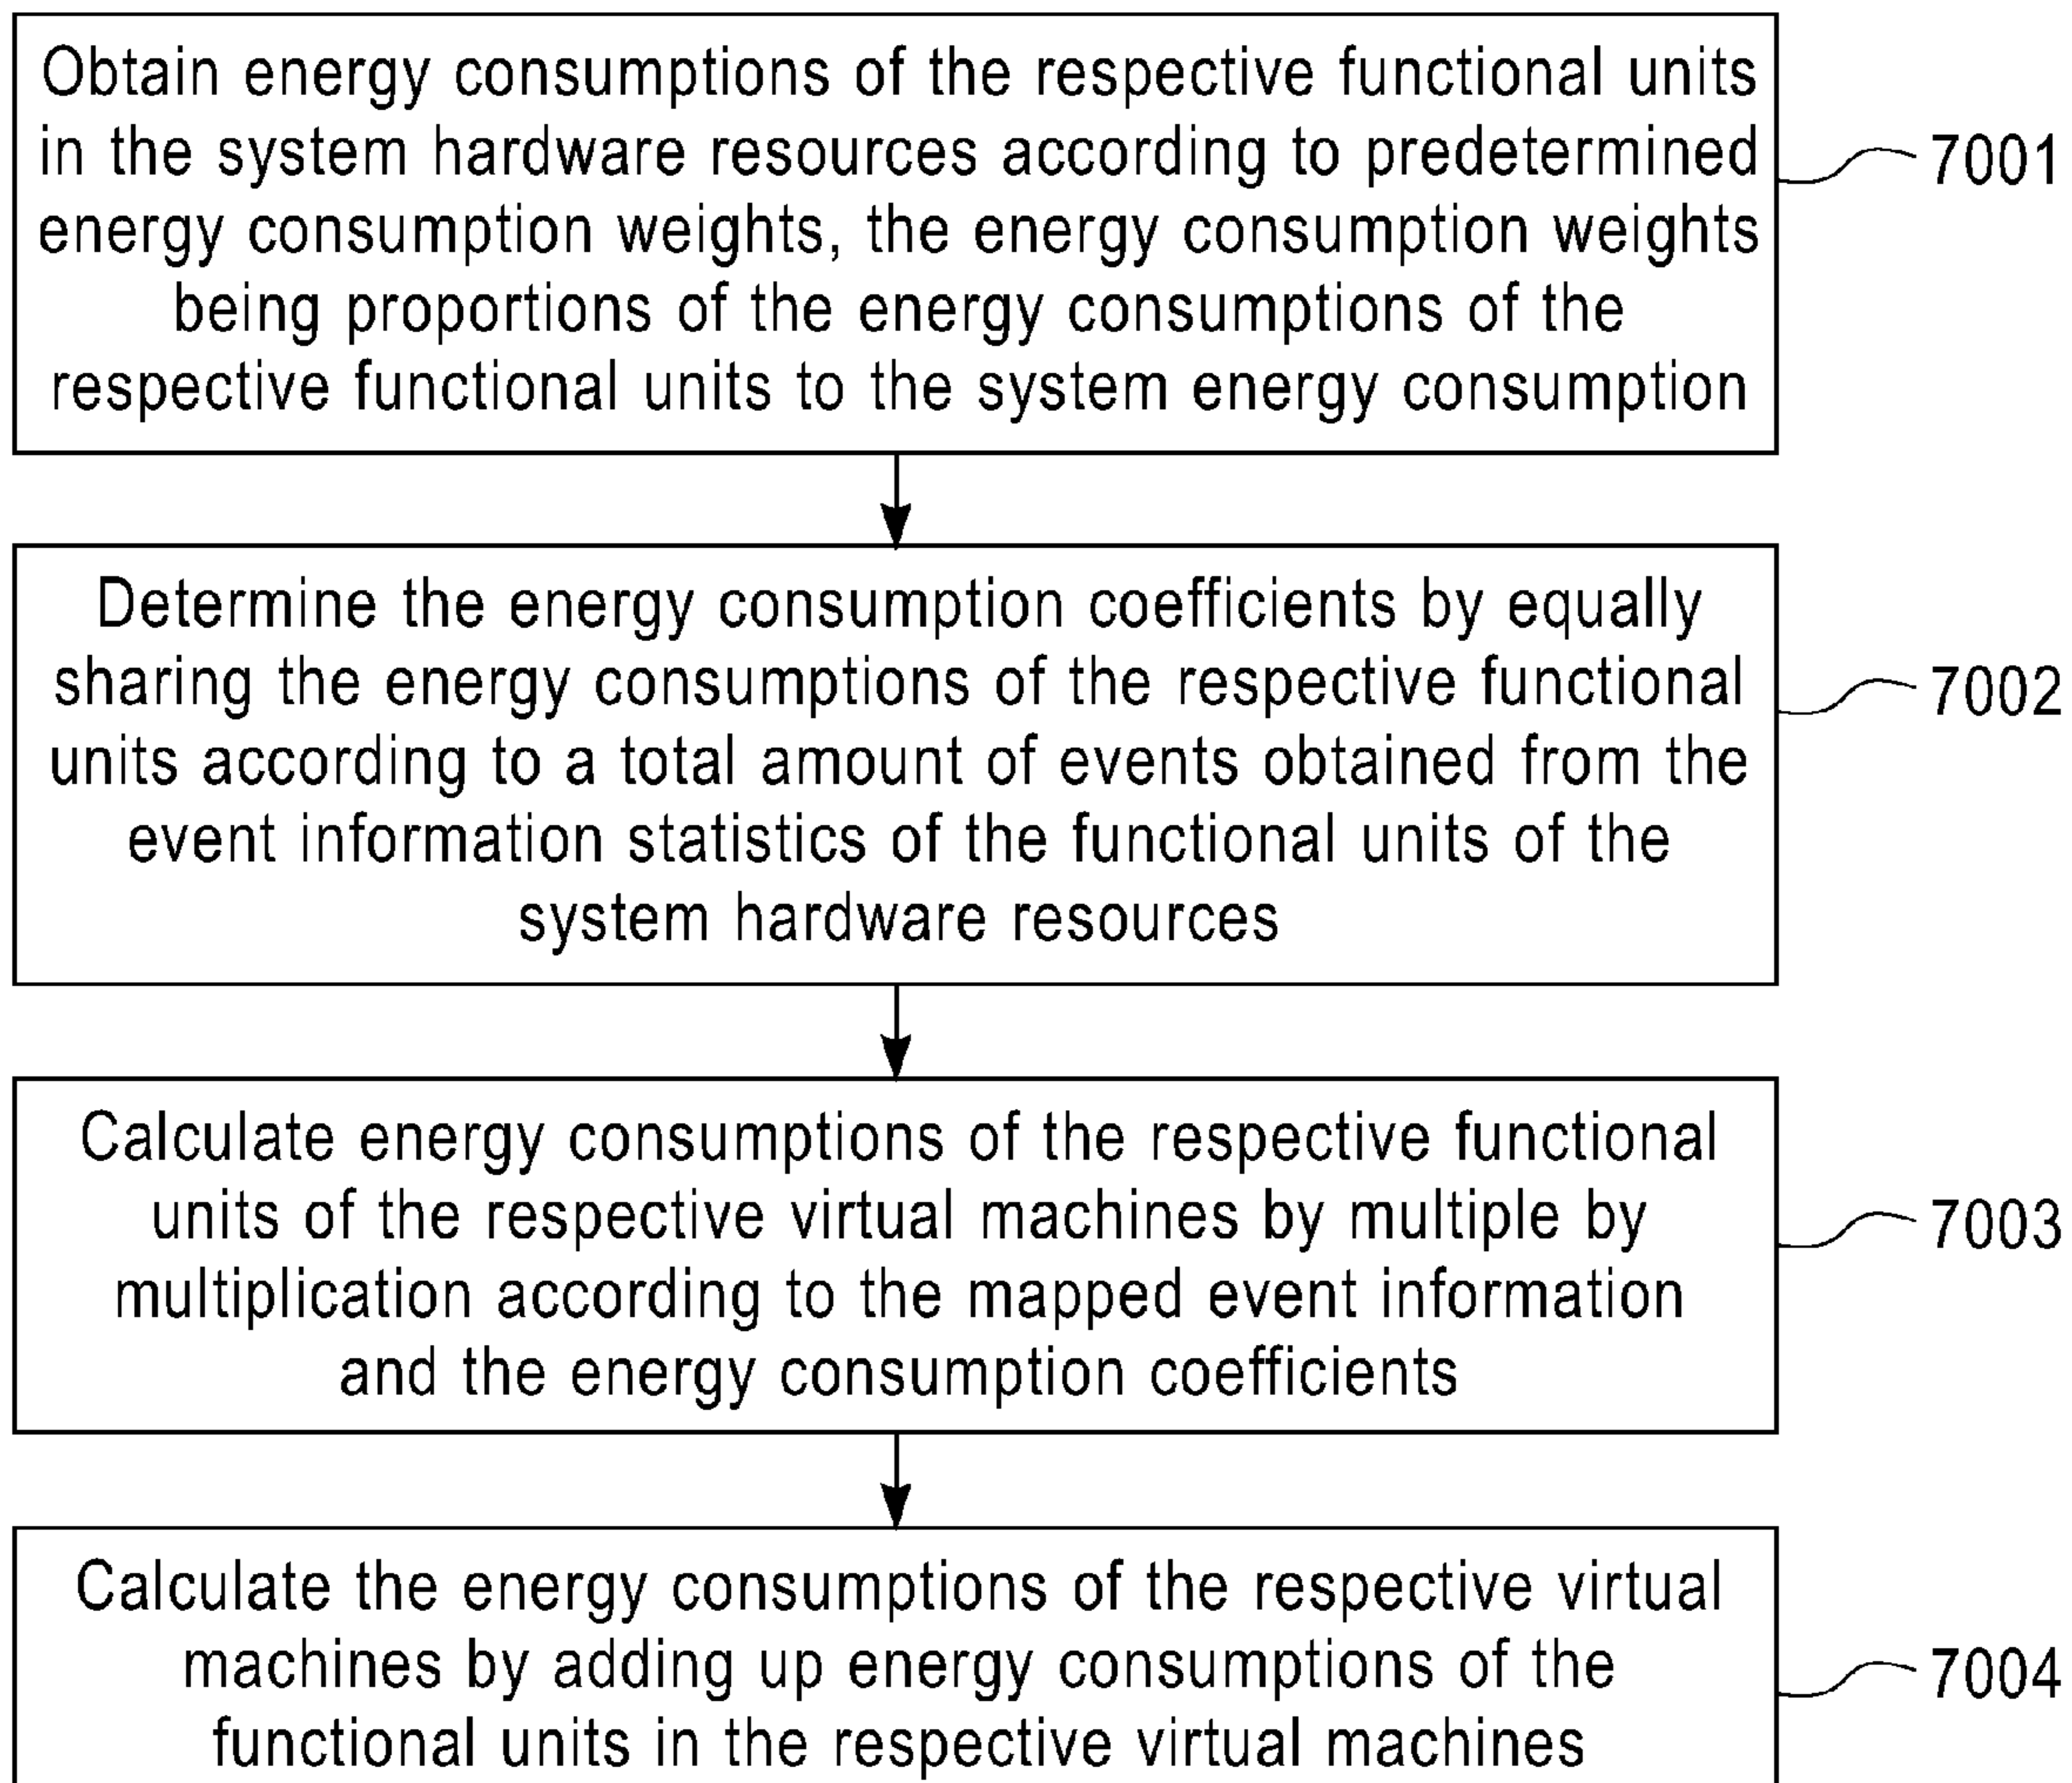 Obtain energy consumptions of the respective functional units
in the system hardware resources according to predetermined
energy consumption weights, the energy consumption weights
being proportions of the energy consumptions of the
respective functional units to the system energy consumption
7001
Determine the energy consumption coefficients by equally
sharing the energy consumptions of the respective functional
units according to a total amount of events obtained from the
event information statistics of the functional units of the
system hardware resources
7002
Calculate energy consumptions of the respective functional
units of the respective virtual machines by multiple by
multiplication according to the mapped event information
and the energy consumption coefficients
7003
Calculate the energy consumptions of the respective virtual
machines by adding up energy consumptions of the
functional units in the respective virtual machines
7004